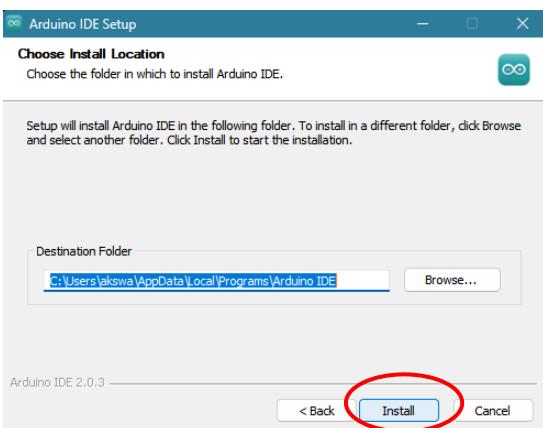 Arduino IDE Setup
Choose Install Location
Choose the folder in which to install Arduino IDE.
Setup will install Arduino IDE in the following folder. To install in a different folder, click Browse
and select another folder. Click Install to start the installation.
Destination Folder
C:\Users\akswa\AppData\Local\Programs\Arduino IDE
Browse...
Arduino IDE 2.0.3
< Back
Install
Cancel